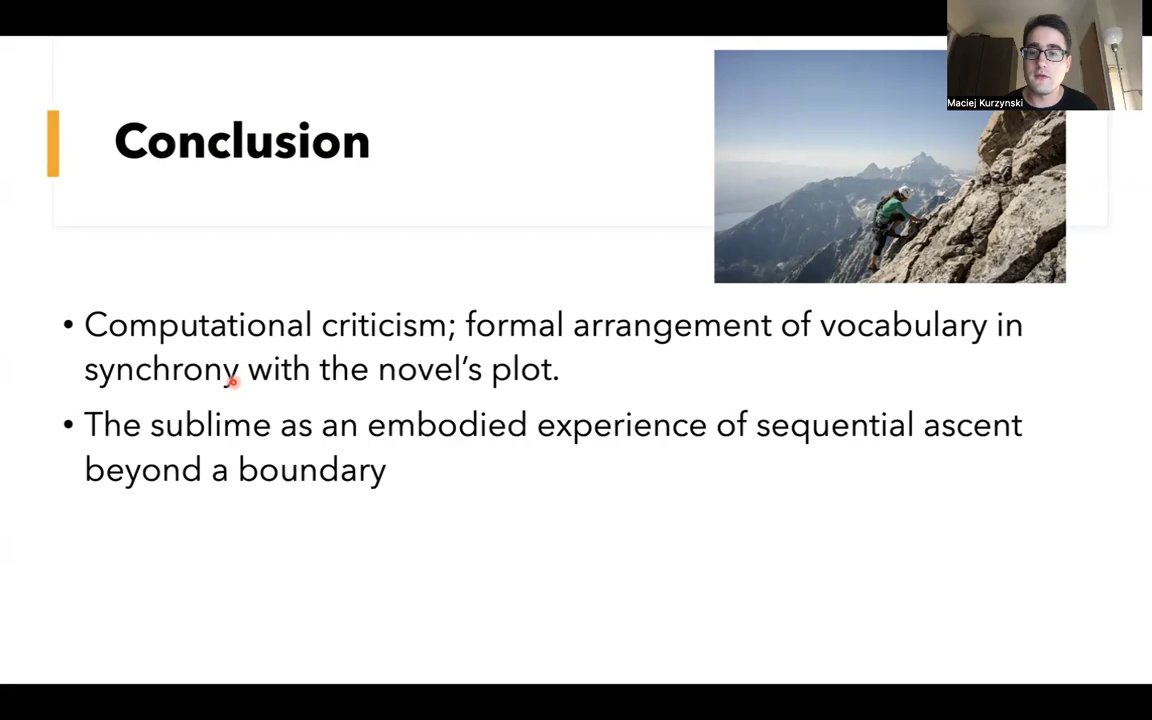 Maciej Kurzynski
Conclusion
• Computational criticism; formal arrangement of vocabulary in
synchrony with the novel’s plot.
• The sublime as an embodied experience of sequential ascent
beyond a boundary